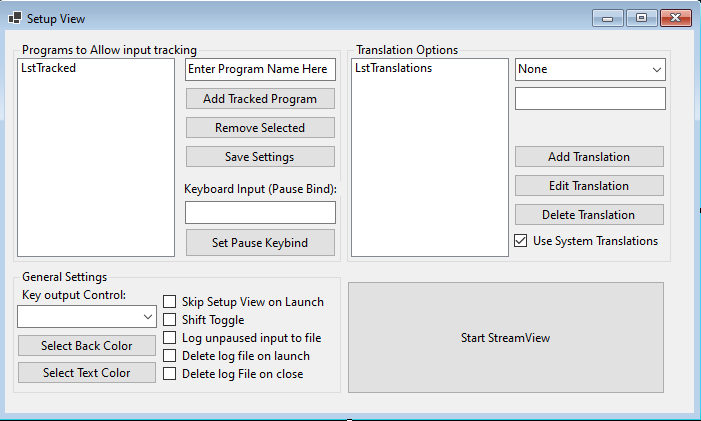 Setup View
Programs to Allow input tracking
LstTracked
Enter Program Name Here
Add Tracked Program
Remove Selected
Save Settings
Keyboard Input (Pause Bind):
Set Pause Keybind
Translation Options
LstTranslations
None
Add Translation
Edit Translation
Delete Translation
Use System Translations
General Settings
Key output Control:
Select Back Color
Select Text Color
Skip Setup View on Launch
Shift Toggle
Log unpaused input to file
Delete log file on launch
Delete log File on close
Start StreamView